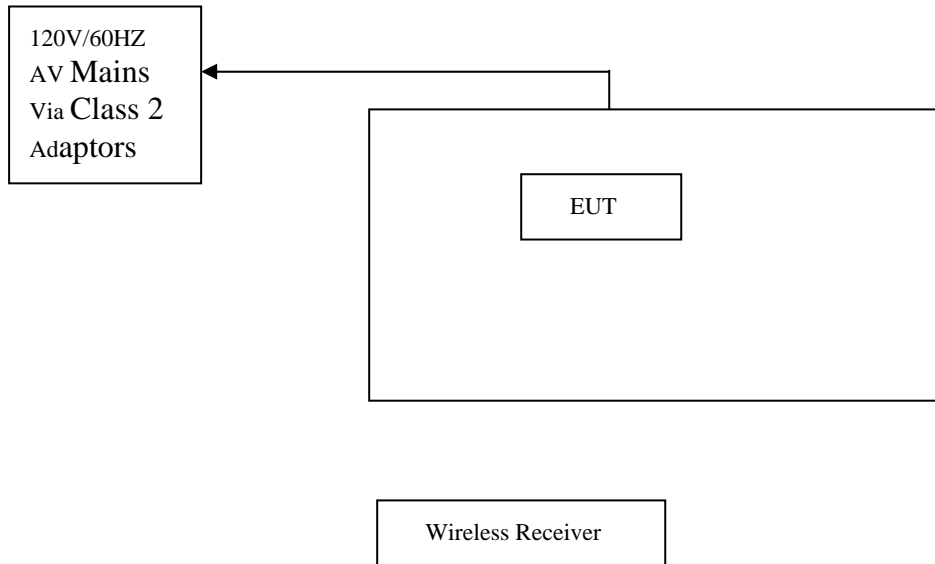 120V/60HZ
AV Mains
Via Class 2
Adaptors
EUT
Wireless Receiver